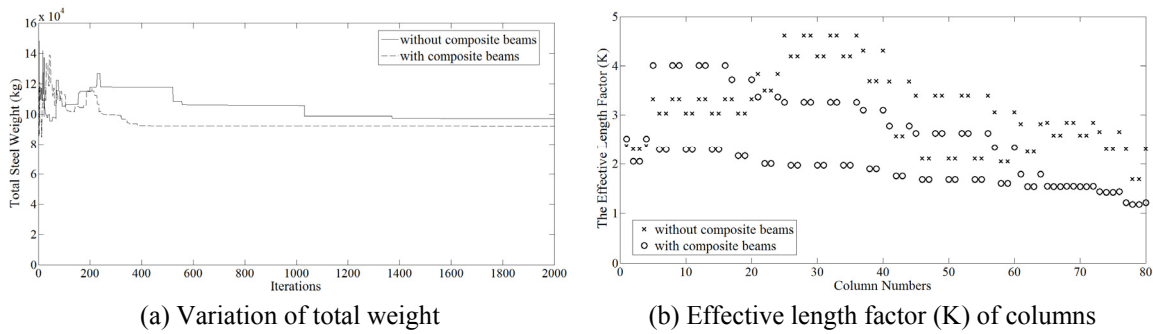 x 10⁴
16
14
12
10
8
6
4
2
0
Total Steel Weight (kg)
without composite beams
with composite beams
0 200 400 600 800 1000 1200 1400 1600 1800 2000
Iterations
(a) Variation of total weight
5
4
3
2
1
0
The Effective Length Factor (K)
× without composite beams
o with composite beams
0 10 20 30 40 50 60 70 80
Column Numbers
(b) Effective length factor (K) of columns